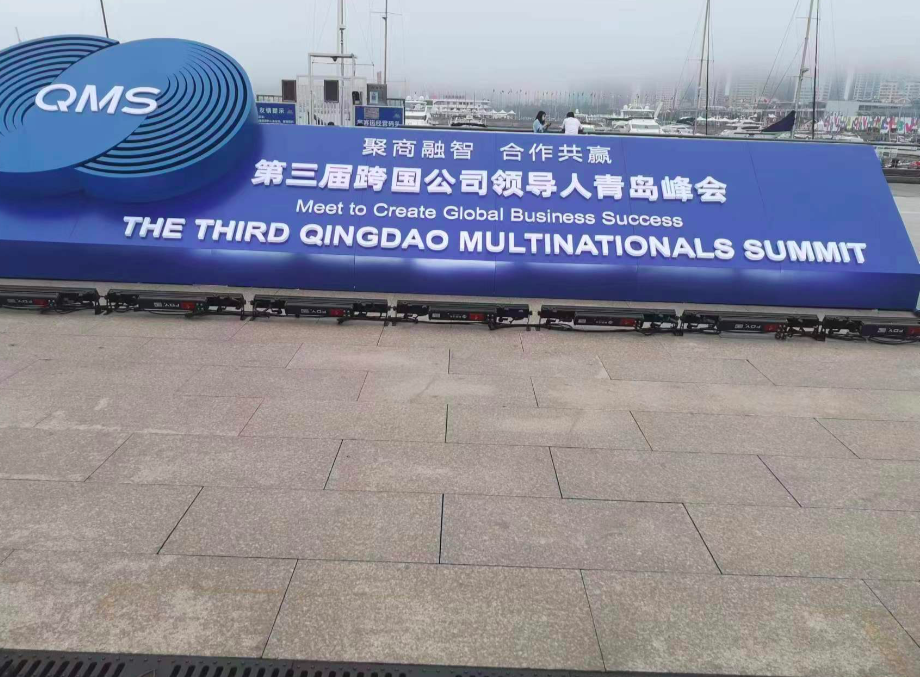 QMS
聚商融智 合作共赢
第三届跨国公司领导人青岛峰会
Meet to Create Global Business Success
THE THIRD QINGDAO MULTINATIONALS SUMMIT